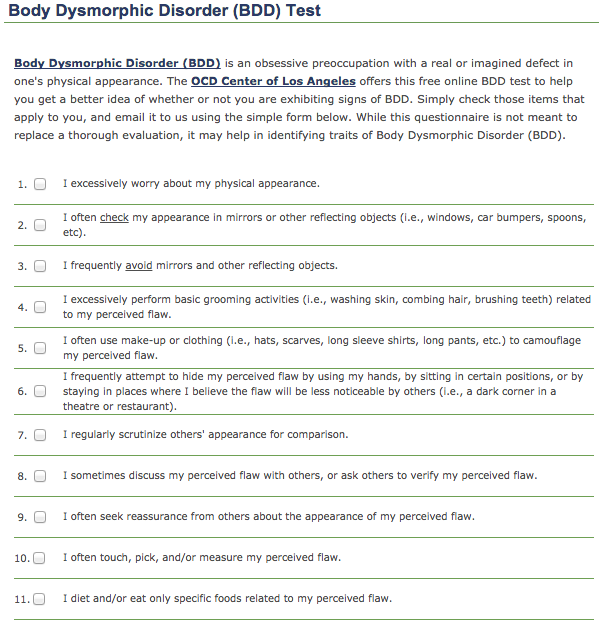 Body Dysmorphic Disorder (BDD) Test
Body Dysmorphic Disorder (BDD) is an obsessive preoccupation with a real or imagined defect in
one's physical appearance. The OCD Center of Los Angeles offers this free online BDD test to help
you get a better idea of whether or not you are exhibiting signs of BDD. Simply check those items that
apply to you, and email it to us using the simple form below. While this questionnaire is not meant to
replace a thorough evaluation, it may help in identifying traits of Body Dysmorphic Disorder (BDD).
1. I excessively worry about my physical appearance.
2. I often check my appearance in mirrors or other reflecting objects (i.e., windows, car bumpers, spoons,
etc).
3. I frequently avoid mirrors and other reflecting objects.
4. I excessively perform basic grooming activities (i.e., washing skin, combing hair, brushing teeth) related
to my perceived flaw.
5. I often use make-up or clothing (i.e., hats, scarves, long sleeve shirts, long pants, etc.) to camouflage
my perceived flaw.
6. I frequently attempt to hide my perceived flaw by using my hands, by sitting in certain positions, or by
staying in places where I believe the flaw will be less noticeable by others (i.e., a dark corner in a
theatre or restaurant).
7. I regularly scrutinize others' appearance for comparison.
8. I sometimes discuss my perceived flaw with others, or ask others to verify my perceived flaw.
9. I often seek reassurance from others about the appearance of my perceived flaw.
10. I often touch, pick, and/or measure my perceived flaw.
11. I diet and/or eat only specific foods related to my perceived flaw.